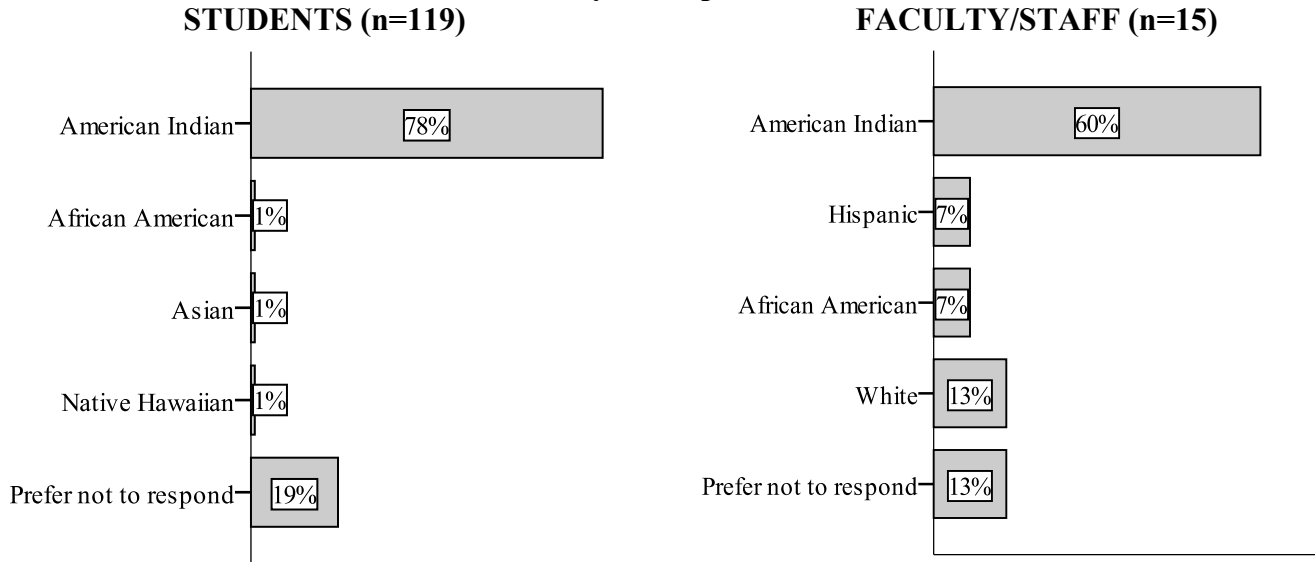 STUDENTS (n=119)
American Indian 78%
African American 1%
Asian 1%
Native Hawaiian 1%
Prefer not to respond 19%
FACULTY/STAFF (n=15)
American Indian 60%
Hispanic 7%
African American 7%
White 13%
Prefer not to respond 13%